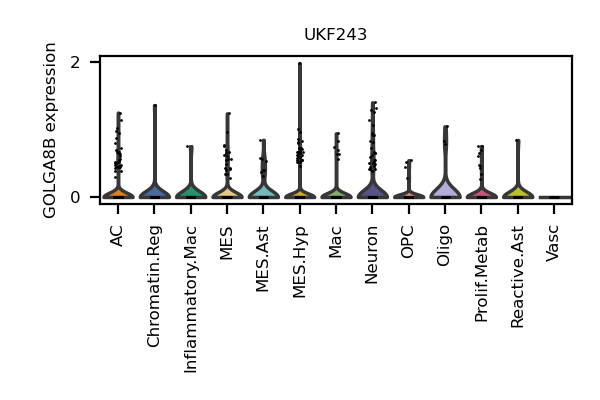 UKF243
GOLGA8B expression
2
0
AC
Chromatin.Reg
Inflammatory.Mac
MES
MES.Ast
MES.Hyp
Mac
Neuron
OPC
Oligo
Prolif.Metab
Reactive.Ast
Vasc